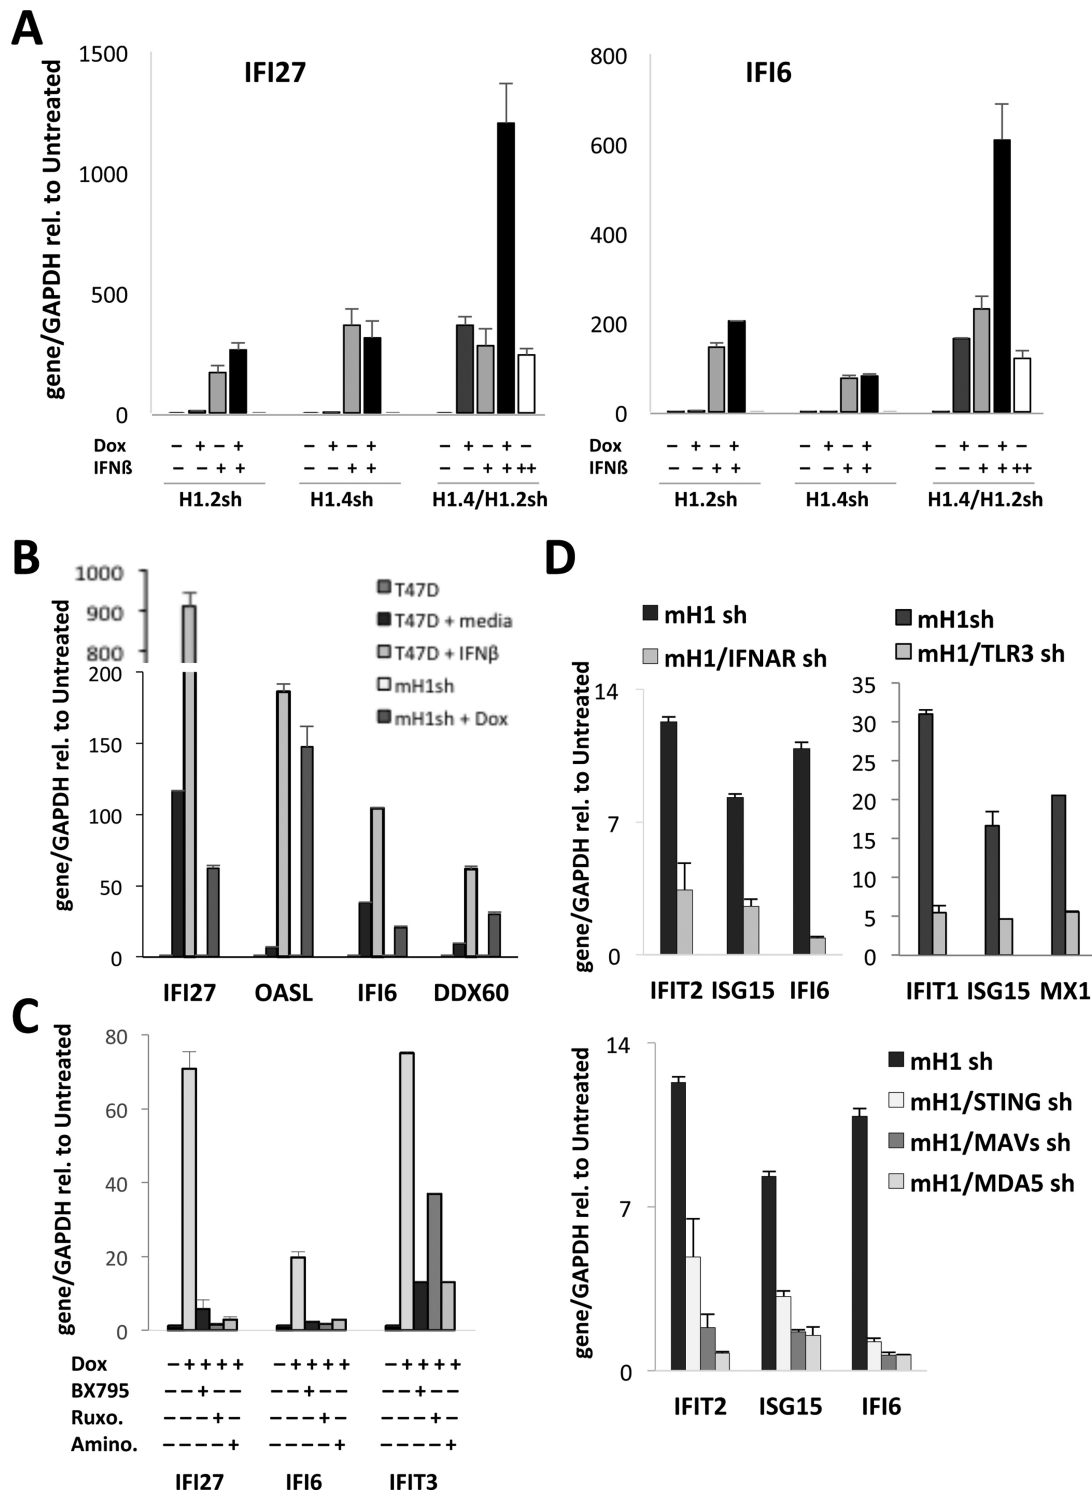 A
IFI27
gene/GAPDH rel. to Untreated
1500
1000
500
0
Dox – + – + – + – + – + – + –
IFNß – – + + – – + + – – + + ++
H1.2sh H1.4sh H1.4/H1.2sh
IFI6
800
600
400
200
0
Dox – + – + – + – + – + – + –
IFNß – – + + – – + + – – + + ++
H1.2sh H1.4sh H1.4/H1.2sh
B
gene/GAPDH rel. to Untreated
1000
900
800
200
150
100
50
0
T47D
T47D + media
T47D + IFNβ
mH1sh
mH1sh + Dox
IFI27 OASL IFI6 DDX60
C
gene/GAPDH rel. to Untreated
80
60
40
20
0
Dox – + + + + – + + + + – + + + +
BX795 – – + – – – – + – – – – + – –
Ruxo. – – – + – – – – + – – – – + –
Amino. – – – – + – – – – + – – – – +
IFI27 IFI6 IFIT3
D
mH1 sh
mH1/IFNAR sh
gene/GAPDH rel. to Untreated
14
7
0
IFIT2 ISG15 IFI6
mH1sh
mH1/TLR3 sh
35
30
25
20
15
10
5
0
IFIT1 ISG15 MX1
gene/GAPDH rel. to Untreated
14
7
0
mH1 sh
mH1/STING sh
mH1/MAVs sh
mH1/MDA5 sh
IFIT2 ISG15 IFI6